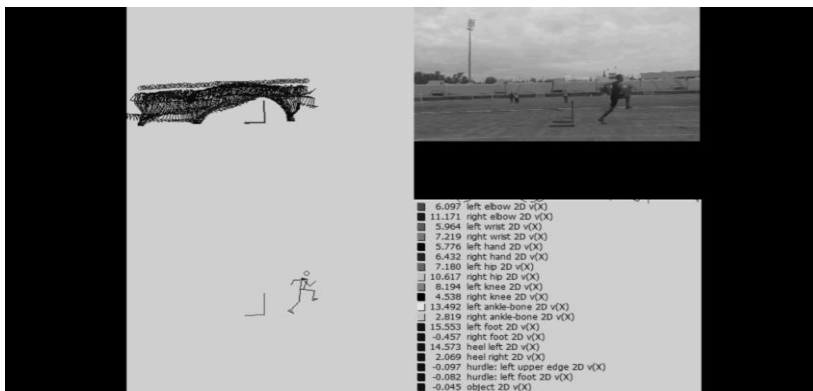 6.097 left elbow 2D v(X)
11.171 right elbow 2D v(X)
5.964 left wrist 2D v(X)
7.219 right wrist 2D v(X)
5.776 left hand 2D v(X)
6.432 right hand 2D v(X)
7.180 left hip 2D v(X)
10.617 right hip 2D v(X)
8.194 left knee 2D v(X)
4.538 right knee 2D v(X)
13.492 left ankle-bone 2D v(X)
2.819 right ankle-bone 2D v(X)
15.553 left foot 2D v(X)
-0.457 right foot 2D v(X)
14.573 heel left 2D v(X)
2.069 heel right 2D v(X)
-0.097 hurdle: left upper edge 2D v(X)
-0.082 hurdle: left foot 2D v(X)
-0.045 object 2D v(X)